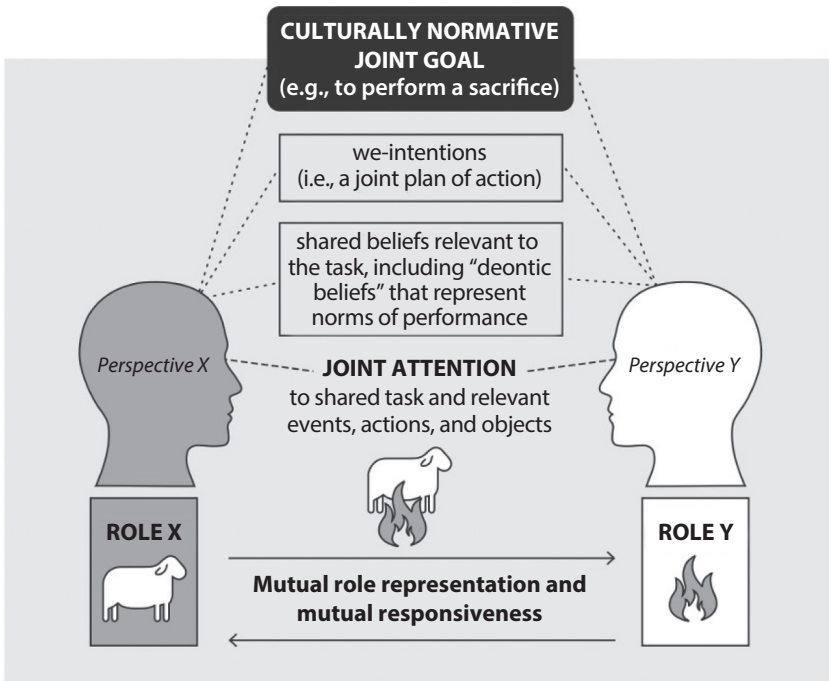 CULTURALLY NORMATIVE
JOINT GOAL
(e.g., to perform a sacrifice)
we-intentions
(i.e., a joint plan of action)
shared beliefs relevant to
the task, including “deontic
beliefs” that represent
norms of performance
Perspective X
JOINT ATTENTION
to shared task and relevant
events, actions, and objects
Perspective Y
ROLE X
ROLE Y
Mutual role representation and
mutual responsiveness